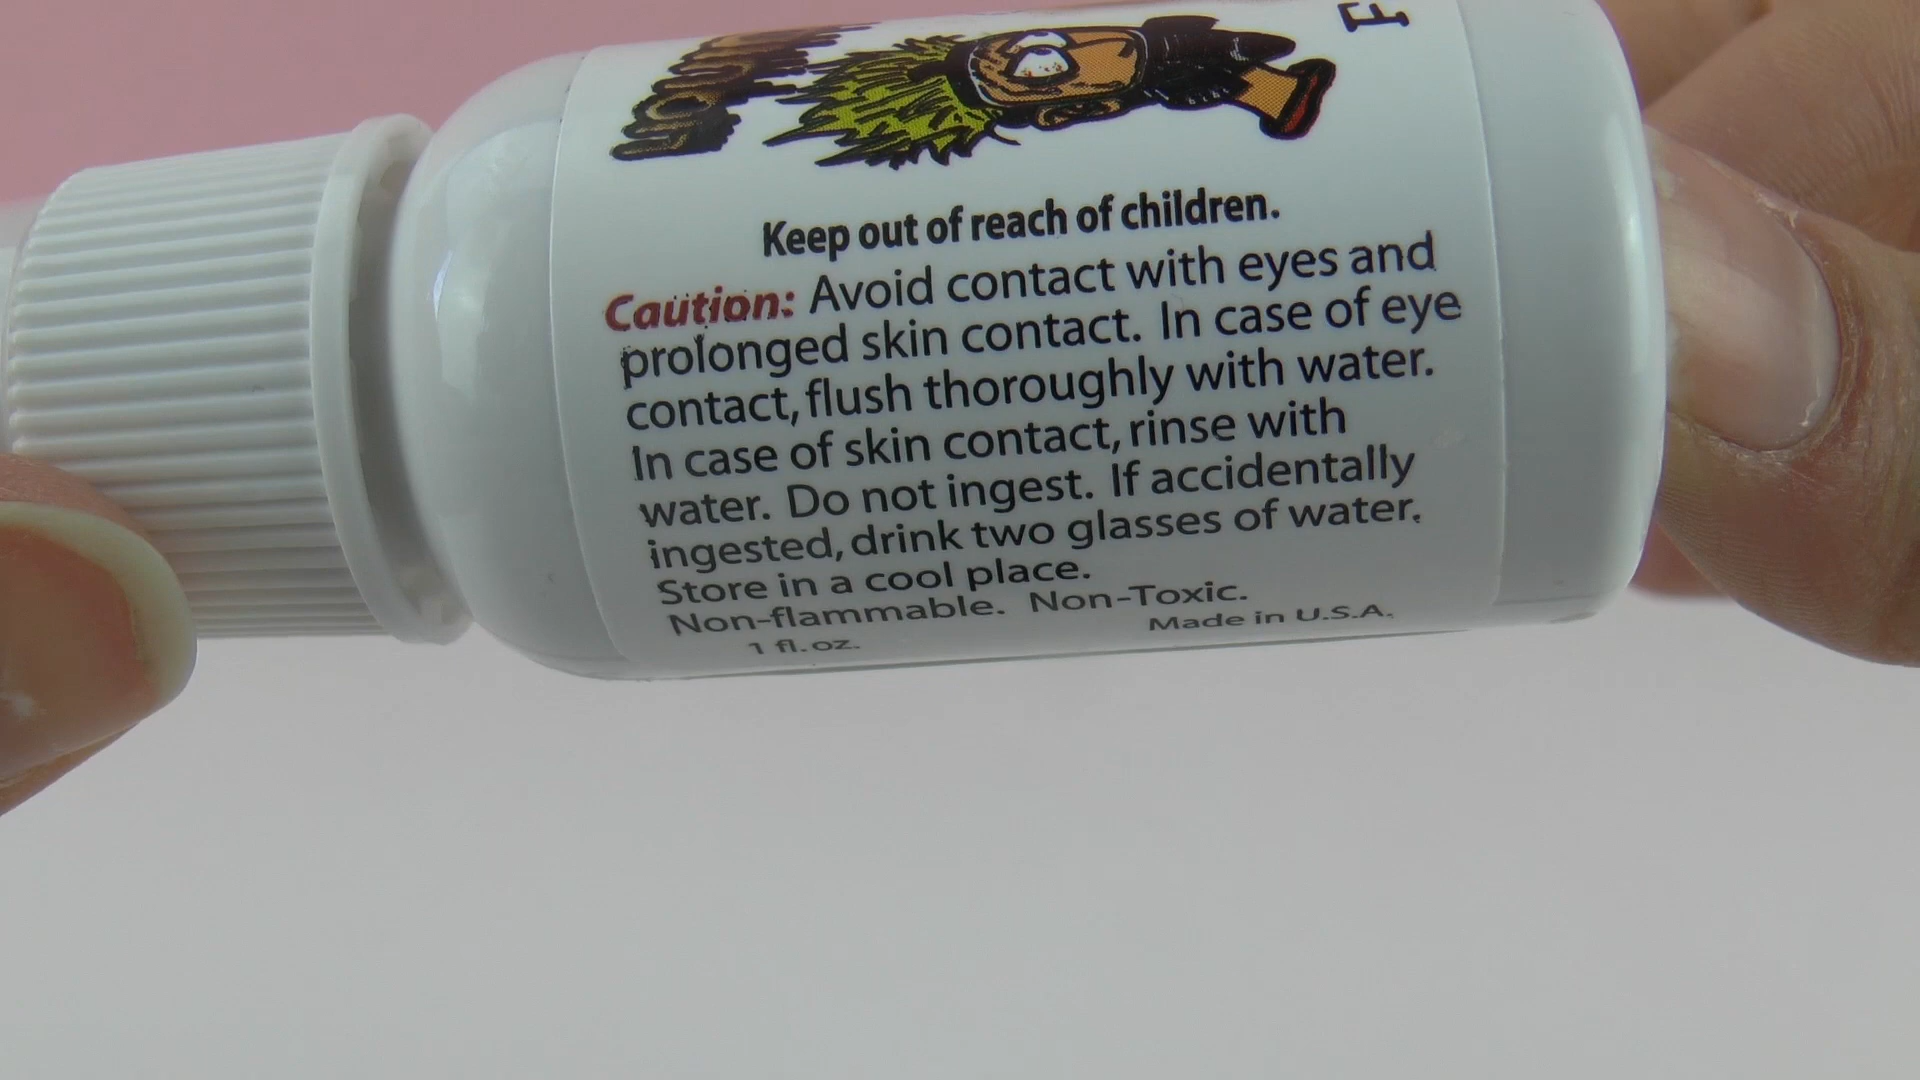 Keep out of reach of children.
Caution: Avoid contact with eyes and
prolonged skin contact. In case of eye
contact, flush thoroughly with water.
In case of skin contact, rinse with
water. Do not ingest. If accidentally
ingested, drink two glasses of water.
Store in a cool place.
Non-flammable. Non-Toxic.
1 fl. oz. Made in U.S.A.